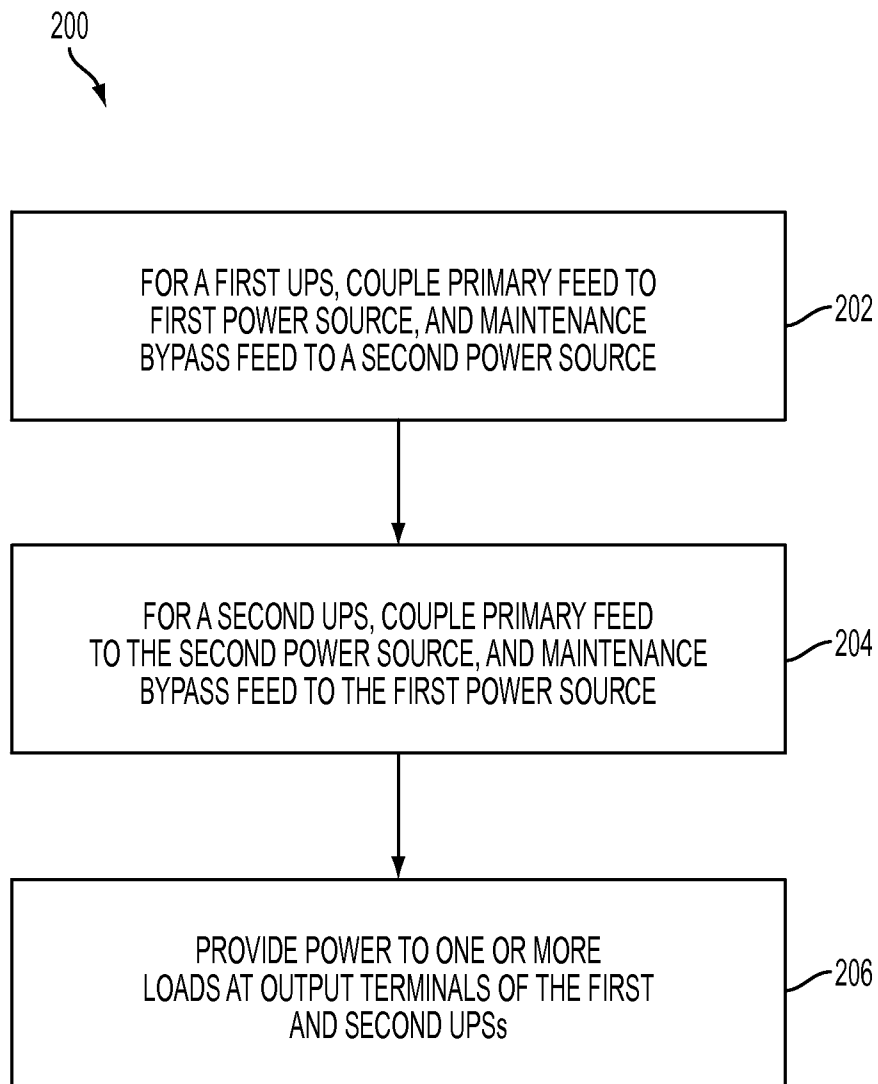 200
FOR A FIRST UPS, COUPLE PRIMARY FEED TO
FIRST POWER SOURCE, AND MAINTENANCE
BYPASS FEED TO A SECOND POWER SOURCE
202
FOR A SECOND UPS, COUPLE PRIMARY FEED
TO THE SECOND POWER SOURCE, AND MAINTENANCE
BYPASS FEED TO THE FIRST POWER SOURCE
204
PROVIDE POWER TO ONE OR MORE
LOADS AT OUTPUT TERMINALS OF THE FIRST
AND SECOND UPSs
206